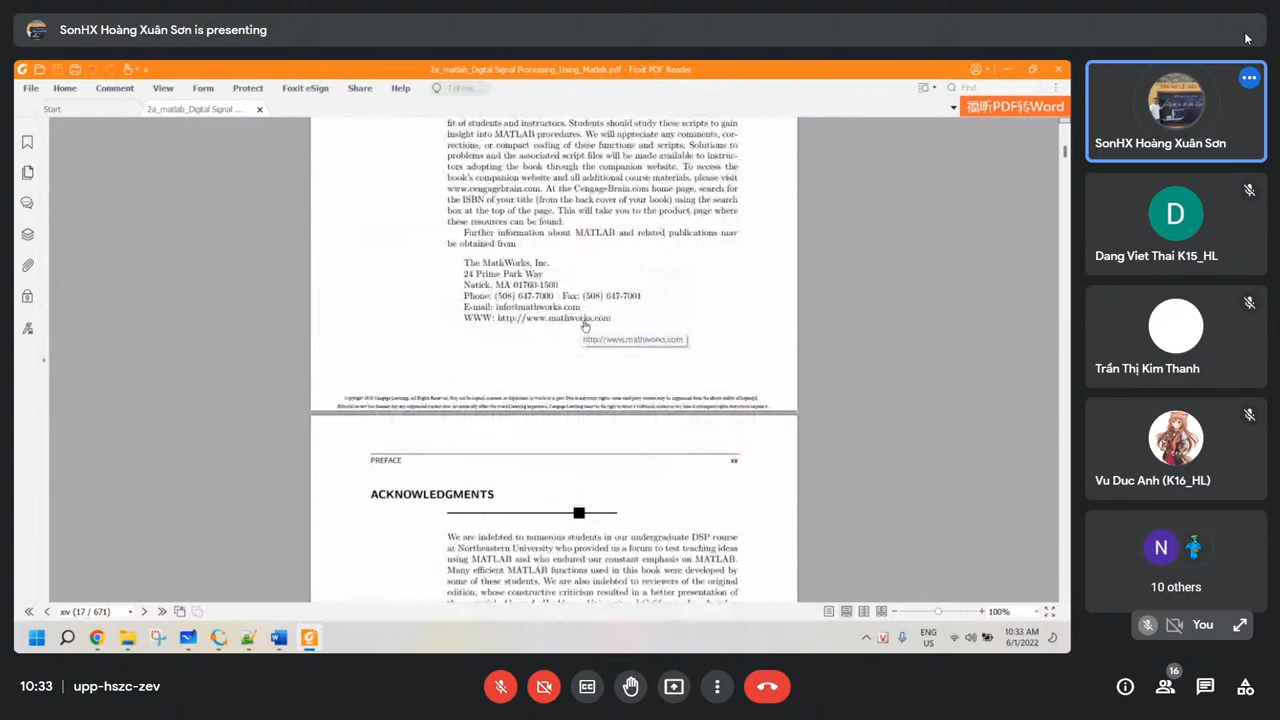 SonHX Hoàng Xuân Sơn is presenting
2a_matlab_Digital Signal Processing_Using_Matlab.pdf - Foxit PDF Reader
File Home Comment View Form Protect Foxit eSign Share Help Tell me... Find
Start 2a_matlab_Digital Signal ... 福昕PDF转Word
fit of students and instructors. Students should study these scripts to gain
insight into MATLAB procedures. We will appreciate any comments, cor-
rections, or compact coding of these functions and scripts. Solutions to
problems and the associated script files will be made available to instruc-
tors adopting the book through the companion website. To access the
book's companion website and all additional course materials, please visit
www.cengagebrain.com. At the CengageBrain.com home page, search for
the ISBN of your title (from the back cover of your book) using the search
box at the top of the page. This will take you to the product page where
these resources can be found.
Further information about MATLAB and related publications may
be obtained from
The MathWorks, Inc.
24 Prime Park Way
Natick, MA 01760-1500
Phone: (508) 647-7000 Fax: (508) 647-7001
E-mail: info@mathworks.com
WWW: http://www.mathworks.com
http://www.mathworks.com
PREFACE xv
ACKNOWLEDGMENTS
We are indebted to numerous students in our undergraduate DSP course
at Northeastern University who provided us a forum to test teaching ideas
using MATLAB and who endured our constant emphasis on MATLAB.
Many efficient MATLAB functions used in this book were developed by
some of these students. We are also indebted to reviewers of the original
edition, whose constructive criticism resulted in a better presentation of
xiv (17 / 671) 100%
ENG
US
10:33 AM
6/1/2022
SonHX Hoàng Xuân Sơn
D
Dang Viet Thai K15_HL
Trần Thị Kim Thanh
Vu Duc Anh (K16_HL)
N
10 others
You
10:33 upp-hszc-zev
16